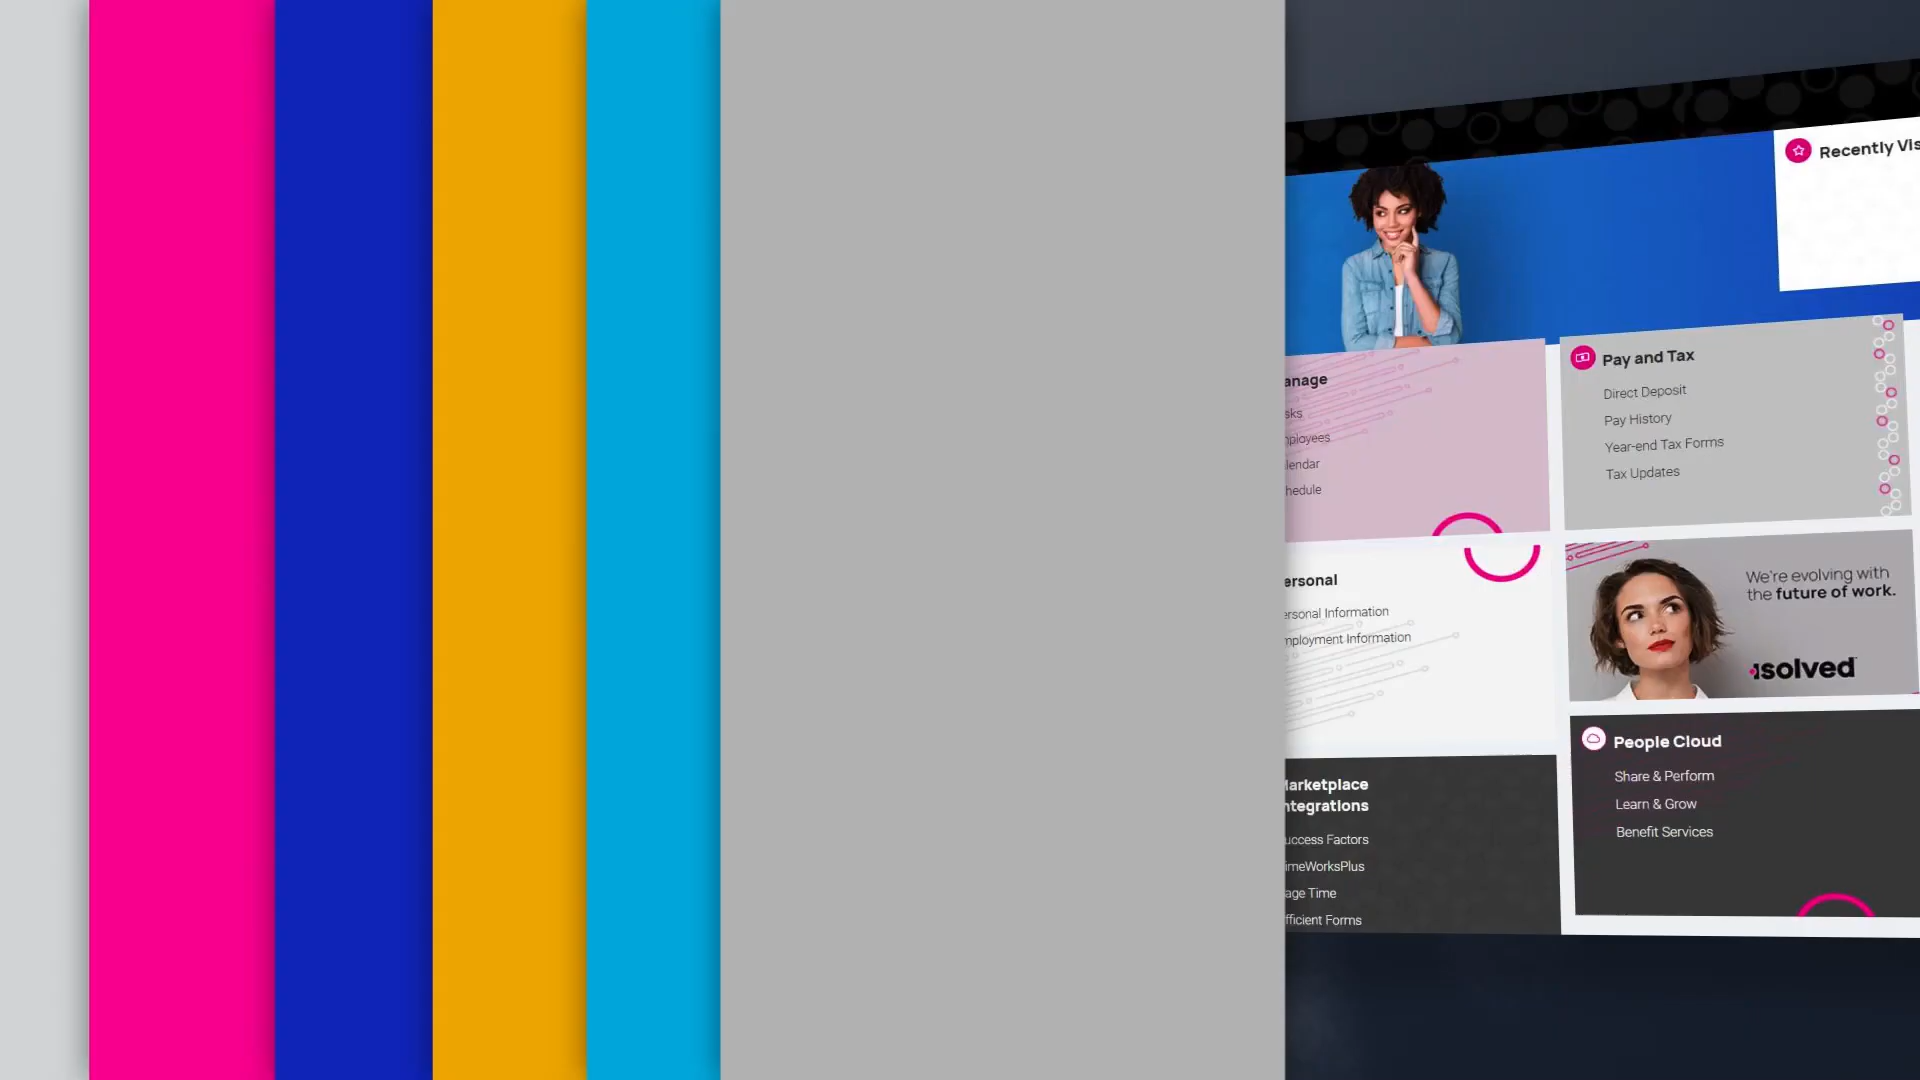 Recently Vis
anage
sks
mployees
lendar
hedule
Pay and Tax
Direct Deposit
Pay History
Year-end Tax Forms
Tax Updates
ersonal
ersonal Information
mployment Information
We're evolving with
the future of work.
isolved
Marketplace
ntegrations
uccess Factors
imeWorksPlus
age Time
fficient Forms
People Cloud
Share & Perform
Learn & Grow
Benefit Services